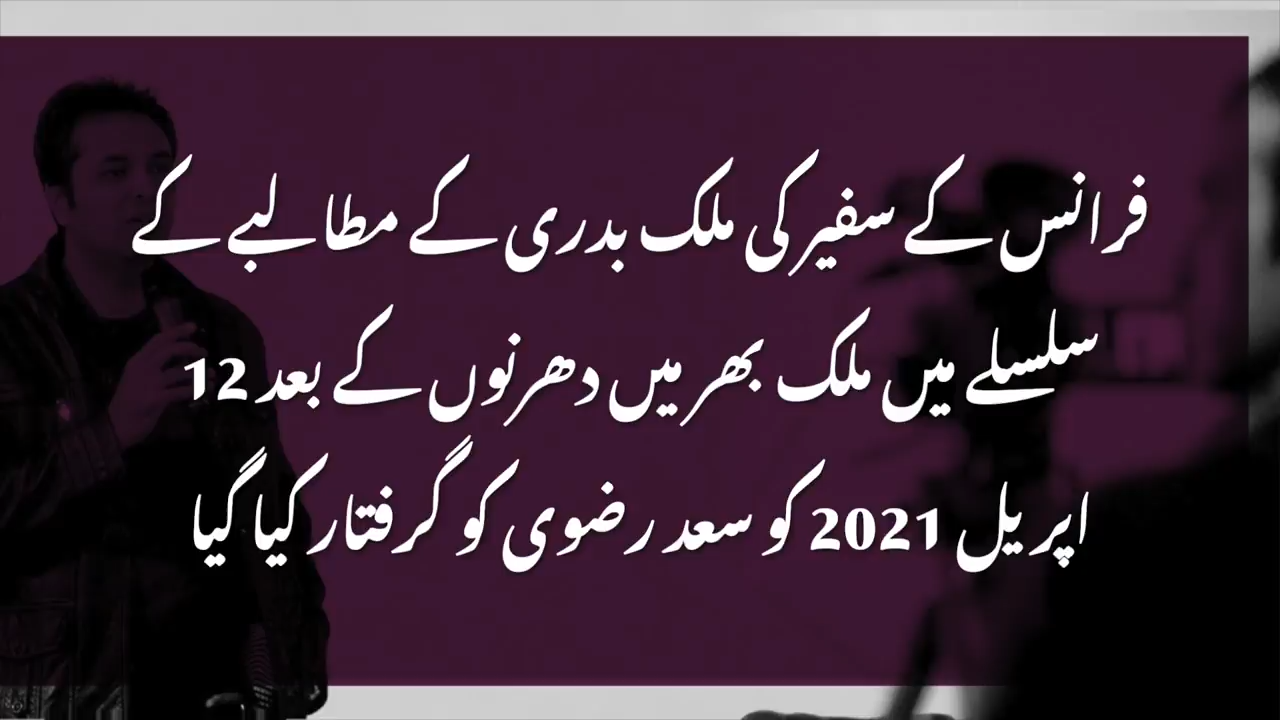 فرانس کے سفیر کی ملک بدری کے مطالبے کے
سلسلے میں ملک بھر میں دھرنوں کے بعد 12
اپریل 2021 کو سعد رضوی کو گرفتار کیا گیا